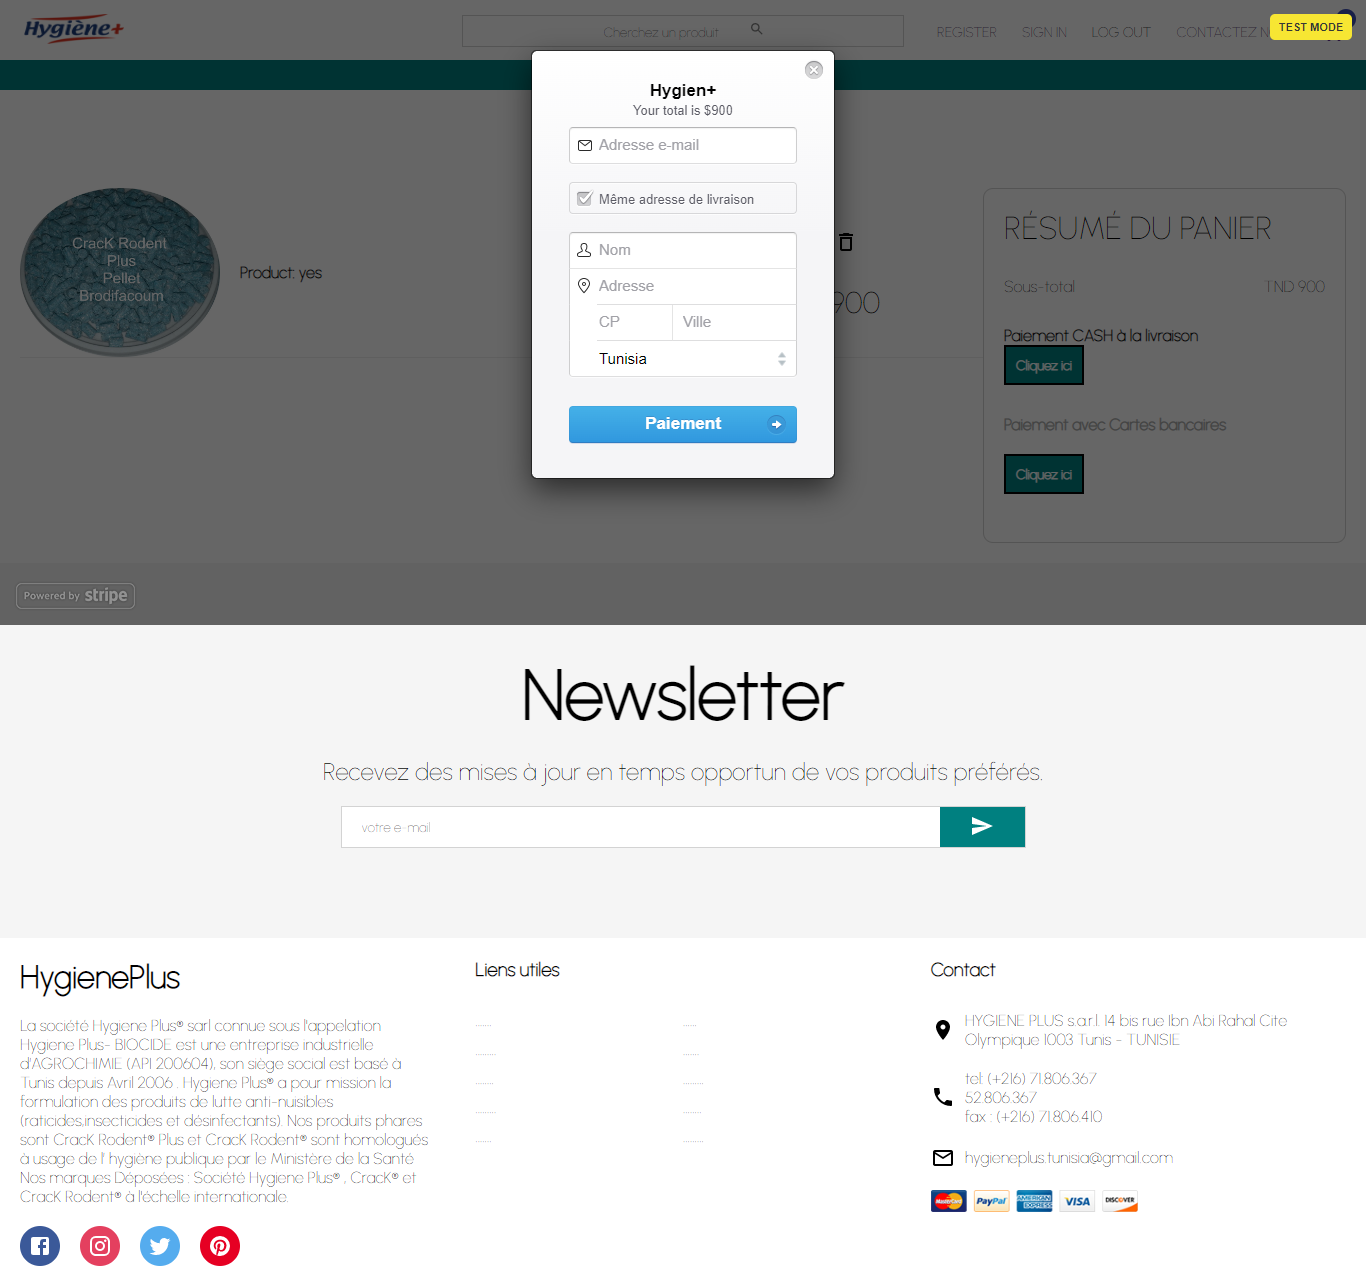 Hygiène+
Cherchez un produit
REGISTER
SIGN IN
LOG OUT
CONTACTEZ N
TEST MODE
Hygien+
Your total is $900
Adresse e-mail
Même adresse de livraison
Nom
Adresse
CP
Ville
Tunisia
Paiement
CracK Rodent
Plus
Pellet
Brodifacoum
Product: yes
900
RÉSUMÉ DU PANIER
Sous-total
TND 900
Paiement CASH à la livraison
Cliquez ici
Paiement avec Cartes bancaires
Cliquez ici
Powered by stripe
Newsletter
Recevez des mises à jour en temps opportun de vos produits préférés.
votre e-mail
HygienePlus
La société Hygiene Plus® sarl connue sous l'appelation
Hygiene Plus- BIOCIDE est une entreprise industrielle
d'AGROCHIMIE (API 200604), son siège social est basé à
Tunis depuis Avril 2006 . Hygiene Plus® a pour mission la
formulation des produits de lutte anti-nuisibles
(raticides,insecticides et désinfectants). Nos produits phares
sont CracK Rodent® Plus et CracK Rodent® sont homologués
à usage de l' hygiène publique par le Ministère de la Santé
Nos marques Déposées : Société Hygiene Plus® , CracK® et
CracK Rodent® à l'échelle internationale.
Liens utiles
Contact
HYGIENE PLUS s.a.r.l. 14 bis rue Ibn Abi Rahal Cite
Olympique 1003 Tunis - TUNISIE
tel: (+216) 71.806.367
52.806.367
fax : (+216) 71.806.410
hygieneplus.tunisia@gmail.com
MasterCard
PayPal
AMERICAN EXPRESS
VISA
DISCOVER